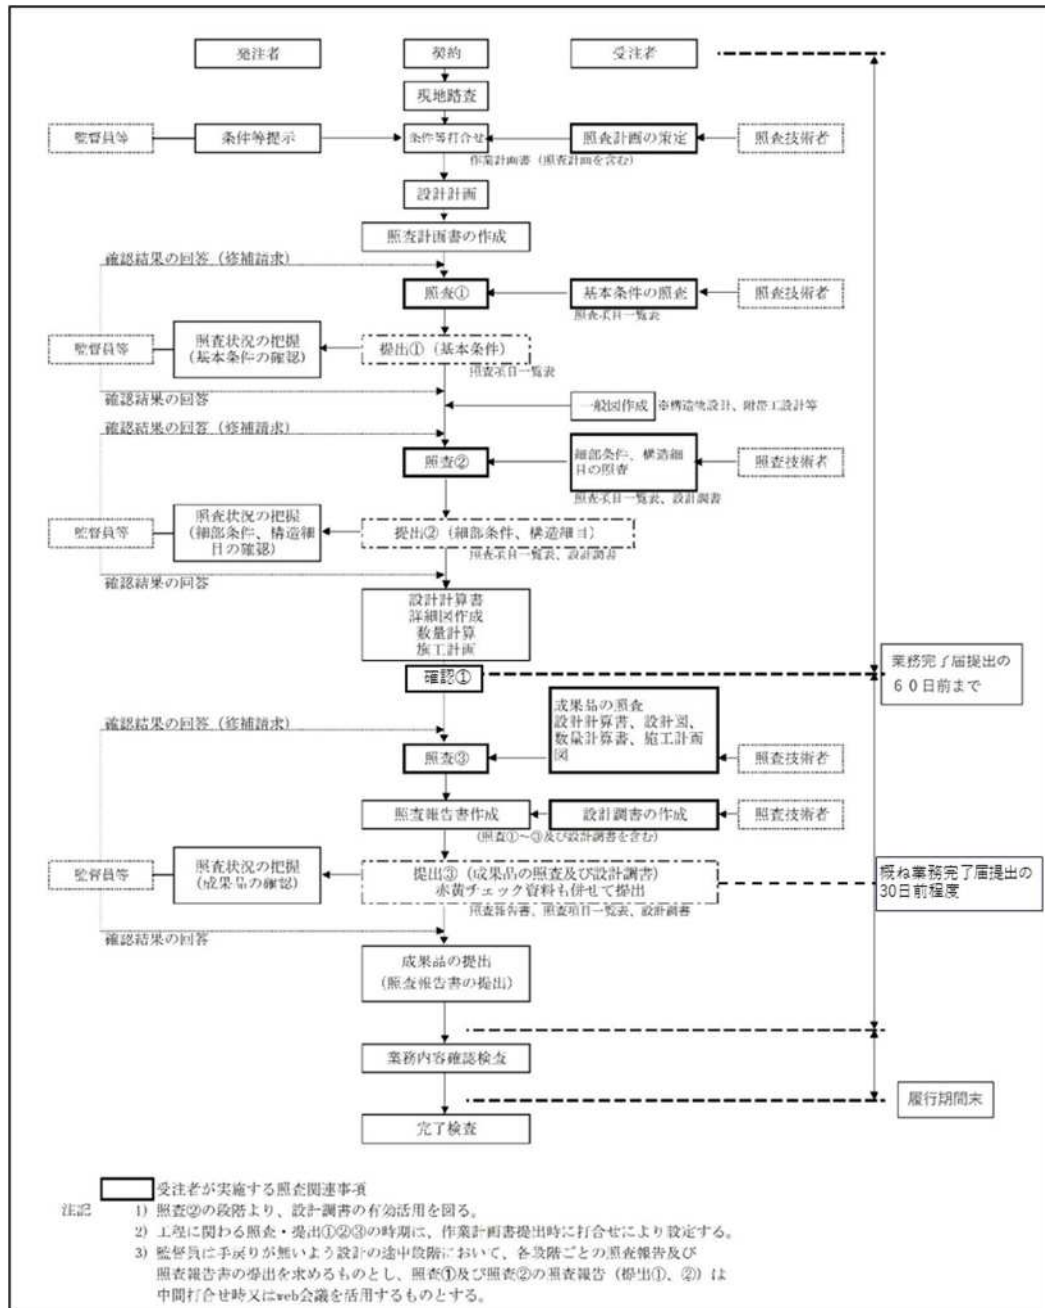 発注者
契約
受注者
現地踏査
監督員等
条件等提示
条件等打合せ
照査計画の策定
照査技術者
作業計画書（照査計画を含む）
設計計画
照査計画書の作成
確認結果の回答（修補請求）
照査①
基本条件の照査
照査技術者
照査項目一覧表
監督員等
照査状況の把握
（基本条件の確認）
提出①（基本条件）
照査項目一覧表
確認結果の回答
一般図作成
※構造物設計、附帯工設計等
確認結果の回答（修補請求）
照査②
細部条件、構造細
目の照査
照査技術者
照査項目一覧表、設計調書
監督員等
照査状況の把握
（細部条件、構造細
目の確認）
提出②（細部条件、構造細目）
照査項目一覧表、設計調書
確認結果の回答
設計計算書
詳細図作成
数量計算
施工計画
確認①
業務完了届提出の
６０日前まで
確認結果の回答（修補請求）
照査③
成果品の照査
設計計算書、設計図、
数量計算書、施工計画
図
照査技術者
照査報告書作成
設計調書の作成
照査技術者
（照査①～③及び設計調書を含む）
監督員等
照査状況の把握
（成果品の確認）
提出③（成果品の照査及び設計調書）
赤黄チェック資料も併せて提出
照査報告書、照査項目一覧表、設計調書
概ね業務完了届提出の
30日前程度
確認結果の回答
成果品の提出
（照査報告書の提出）
業務内容確認検査
履行期間末
完了検査
受注者が実施する照査関連事項
注記 1) 照査②の段階より、設計調書の有効活用を図る。
2) 工程に関わる照査・提出①②③の時期は、作業計画書提出時に打合せにより設定する。
3) 監督員は手戻りが無いよう設計の途中段階において、各段階ごとの照査報告及び
照査報告書の提出を求めるものとし、照査①及び照査②の照査報告（提出①、②）は
中間打合せ時又はweb会議を活用するものとする。